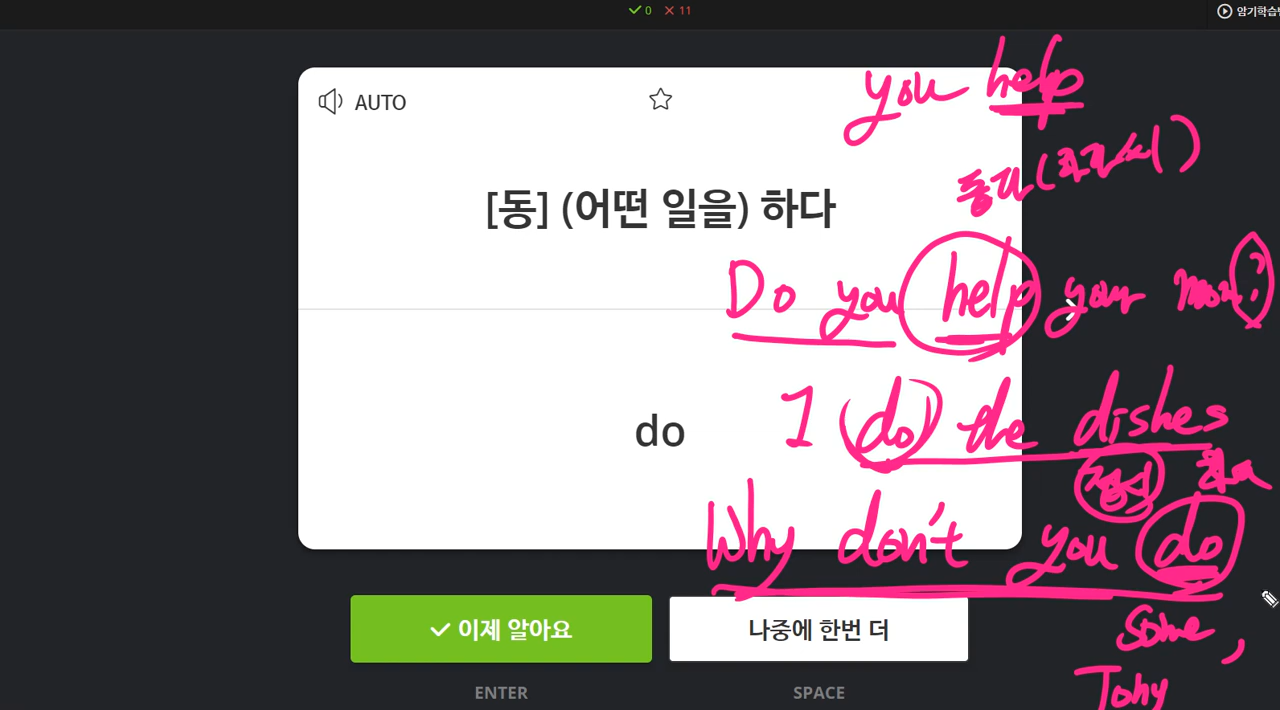 0 11 암기학습
AUTO
you help
[동] (어떤 일을) 하다
Do you help your mom?
do
I do the dishes
Why don't you do
some,
Tony
이제 알아요 나중에 한번 더
ENTER SPACE